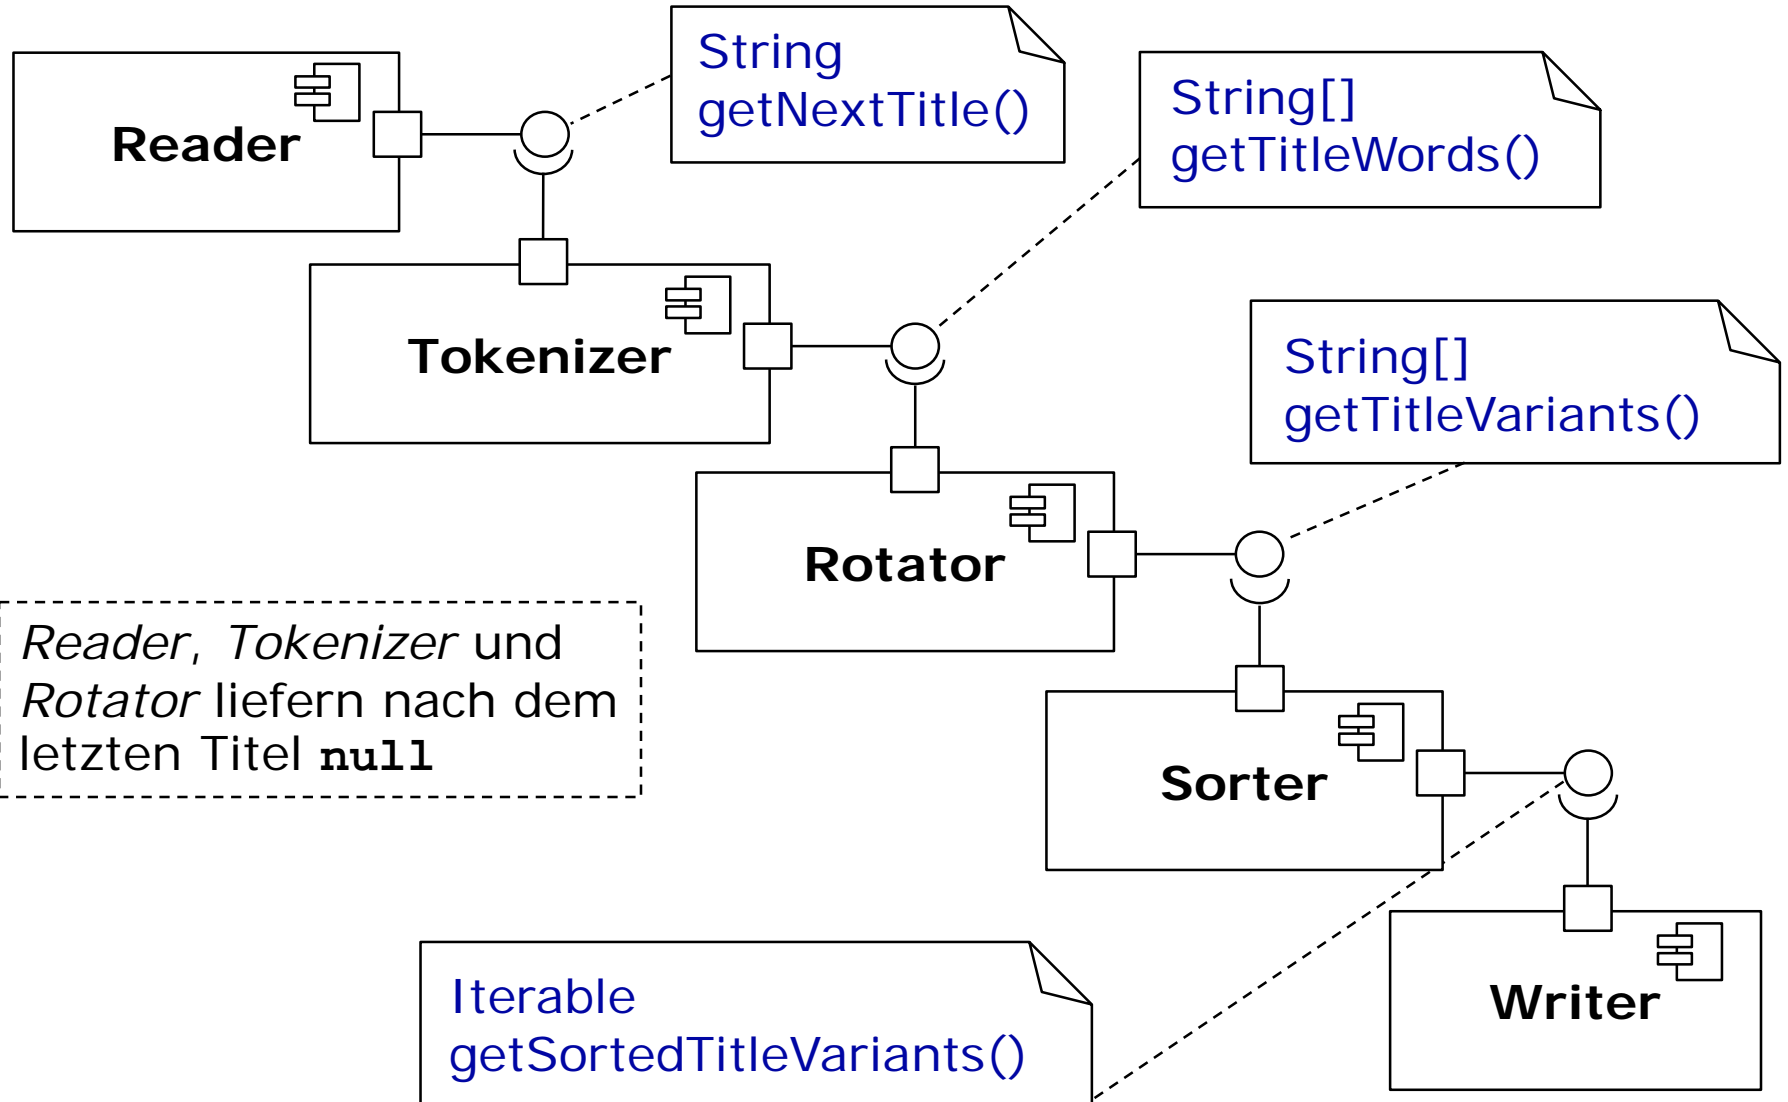 String
getNextTitle()
Reader
String[]
getTitleWords()
Tokenizer
String[]
getTitleVariants()
Rotator
Reader, Tokenizer und
Rotator liefern nach dem
letzten Titel null
Sorter
Iterable
getSortedTitleVariants()
Writer